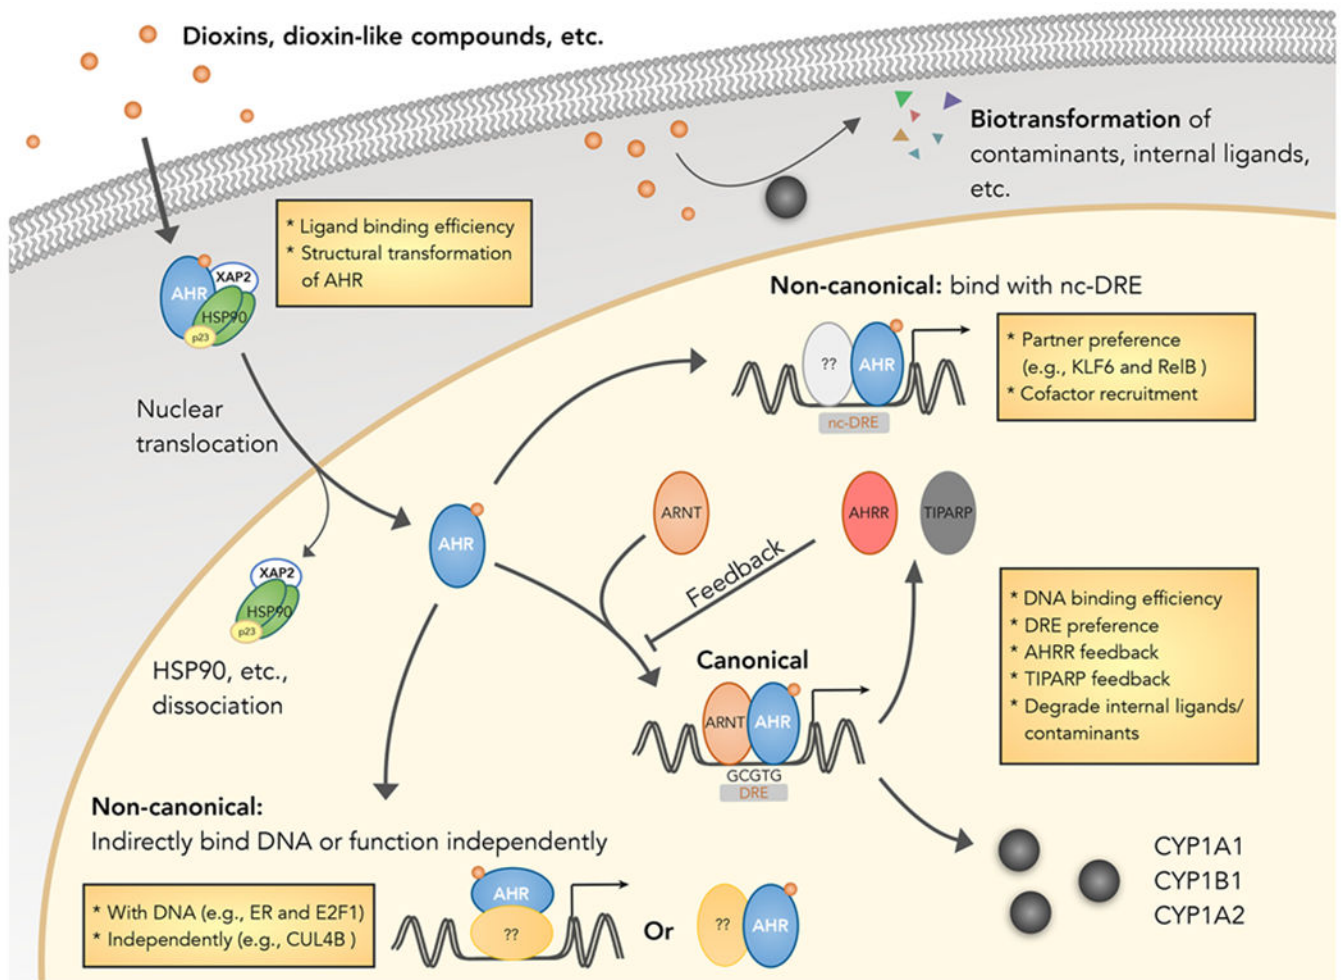 Dioxins, dioxin-like compounds, etc.
Biotransformation of
contaminants, internal ligands,
etc.
* Ligand binding efficiency
* Structural transformation
of AHR
AHR
XAP2
HSP90
p23
Nuclear
translocation
Non-canonical: bind with nc-DRE
??
AHR
nc-DRE
* Partner preference
(e.g., KLF6 and RelB )
* Cofactor recruitment
AHR
ARNT
AHRR
TIPARP
Feedback
XAP2
HSP90
p23
HSP90, etc.,
dissociation
Canonical
ARNT
AHR
GCGTG
DRE
* DNA binding efficiency
* DRE preference
* AHRR feedback
* TIPARP feedback
* Degrade internal ligands/
contaminants
Non-canonical:
Indirectly bind DNA or function independently
* With DNA (e.g., ER and E2F1)
* Independently (e.g., CUL4B )
AHR
??
Or
??
AHR
CYP1A1
CYP1B1
CYP1A2